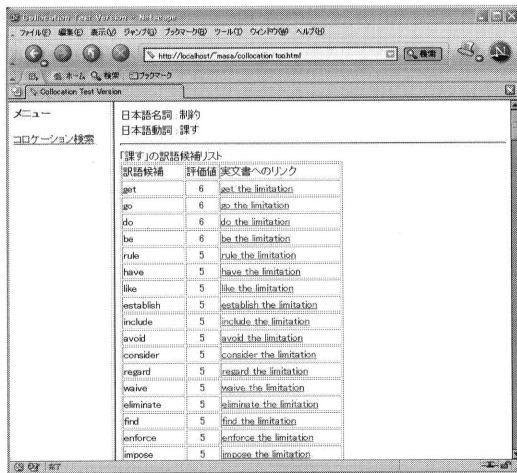 Collocation Test Version - Netscape
ファイル(F) 編集(E) 表示(V) ジャンプ(G) ブックマーク(B) ツール(T) ウィンドウ(W) ヘルプ(H)
http://localhost/~masa/collocation top.html 検索
ホーム 検索 ブックマーク
Collocation Test Version
メニュー
コロケーション検索
日本語名詞:制約
日本語動詞:課す
「課す」の訳語候補リスト
訳語候補 評価値 実文書へのリンク
get 6 get the limitation
go 6 go the limitation
do 6 do the limitation
be 6 be the limitation
rule 5 rule the limitation
have 5 have the limitation
like 5 like the limitation
establish 5 establish the limitation
include 5 include the limitation
avoid 5 avoid the limitation
consider 5 consider the limitation
regard 5 regard the limitation
waive 5 waive the limitation
eliminate 5 eliminate the limitation
find 5 find the limitation
enforce 5 enforce the limitation
impose 5 impose the limitation
完了